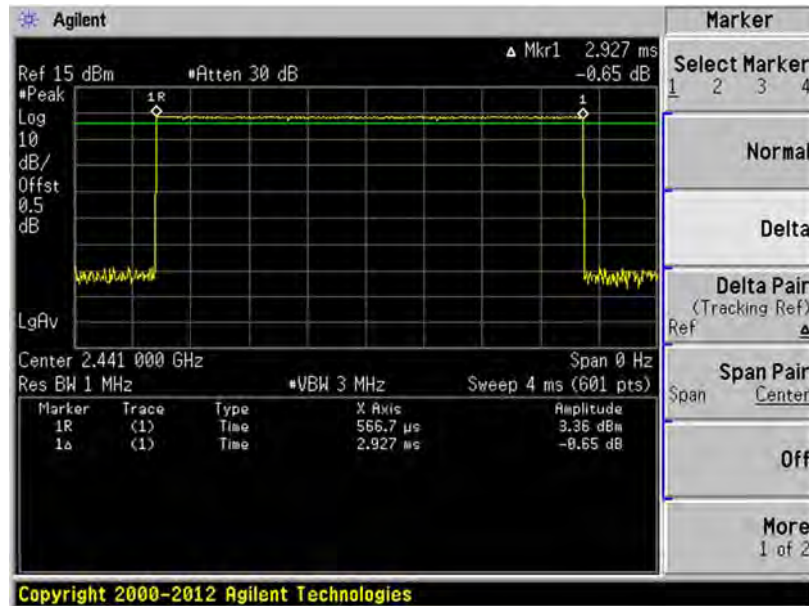 Agilent
Marker
▵ Mkr1 2.927 ms
Ref 15 dBm #Atten 30 dB -0.65 dB
#Peak
Log
10
dB/
Offst
0.5
dB
LgAv
1R
1
Center 2.441 000 GHz Span 0 Hz
Res BW 1 MHz #VBW 3 MHz Sweep 4 ms (601 pts)
Marker Trace Type X Axis Amplitude
1R (1) Time 566.7 µs 3.36 dBm
1▵ (1) Time 2.927 ms -0.65 dB
Select Marker
1 2 3 4
Normal
Delta
Delta Pair
(Tracking Ref)
Ref ▵
Span Pair
Span Center
Off
More
1 of 2
Copyright 2000-2012 Agilent Technologies